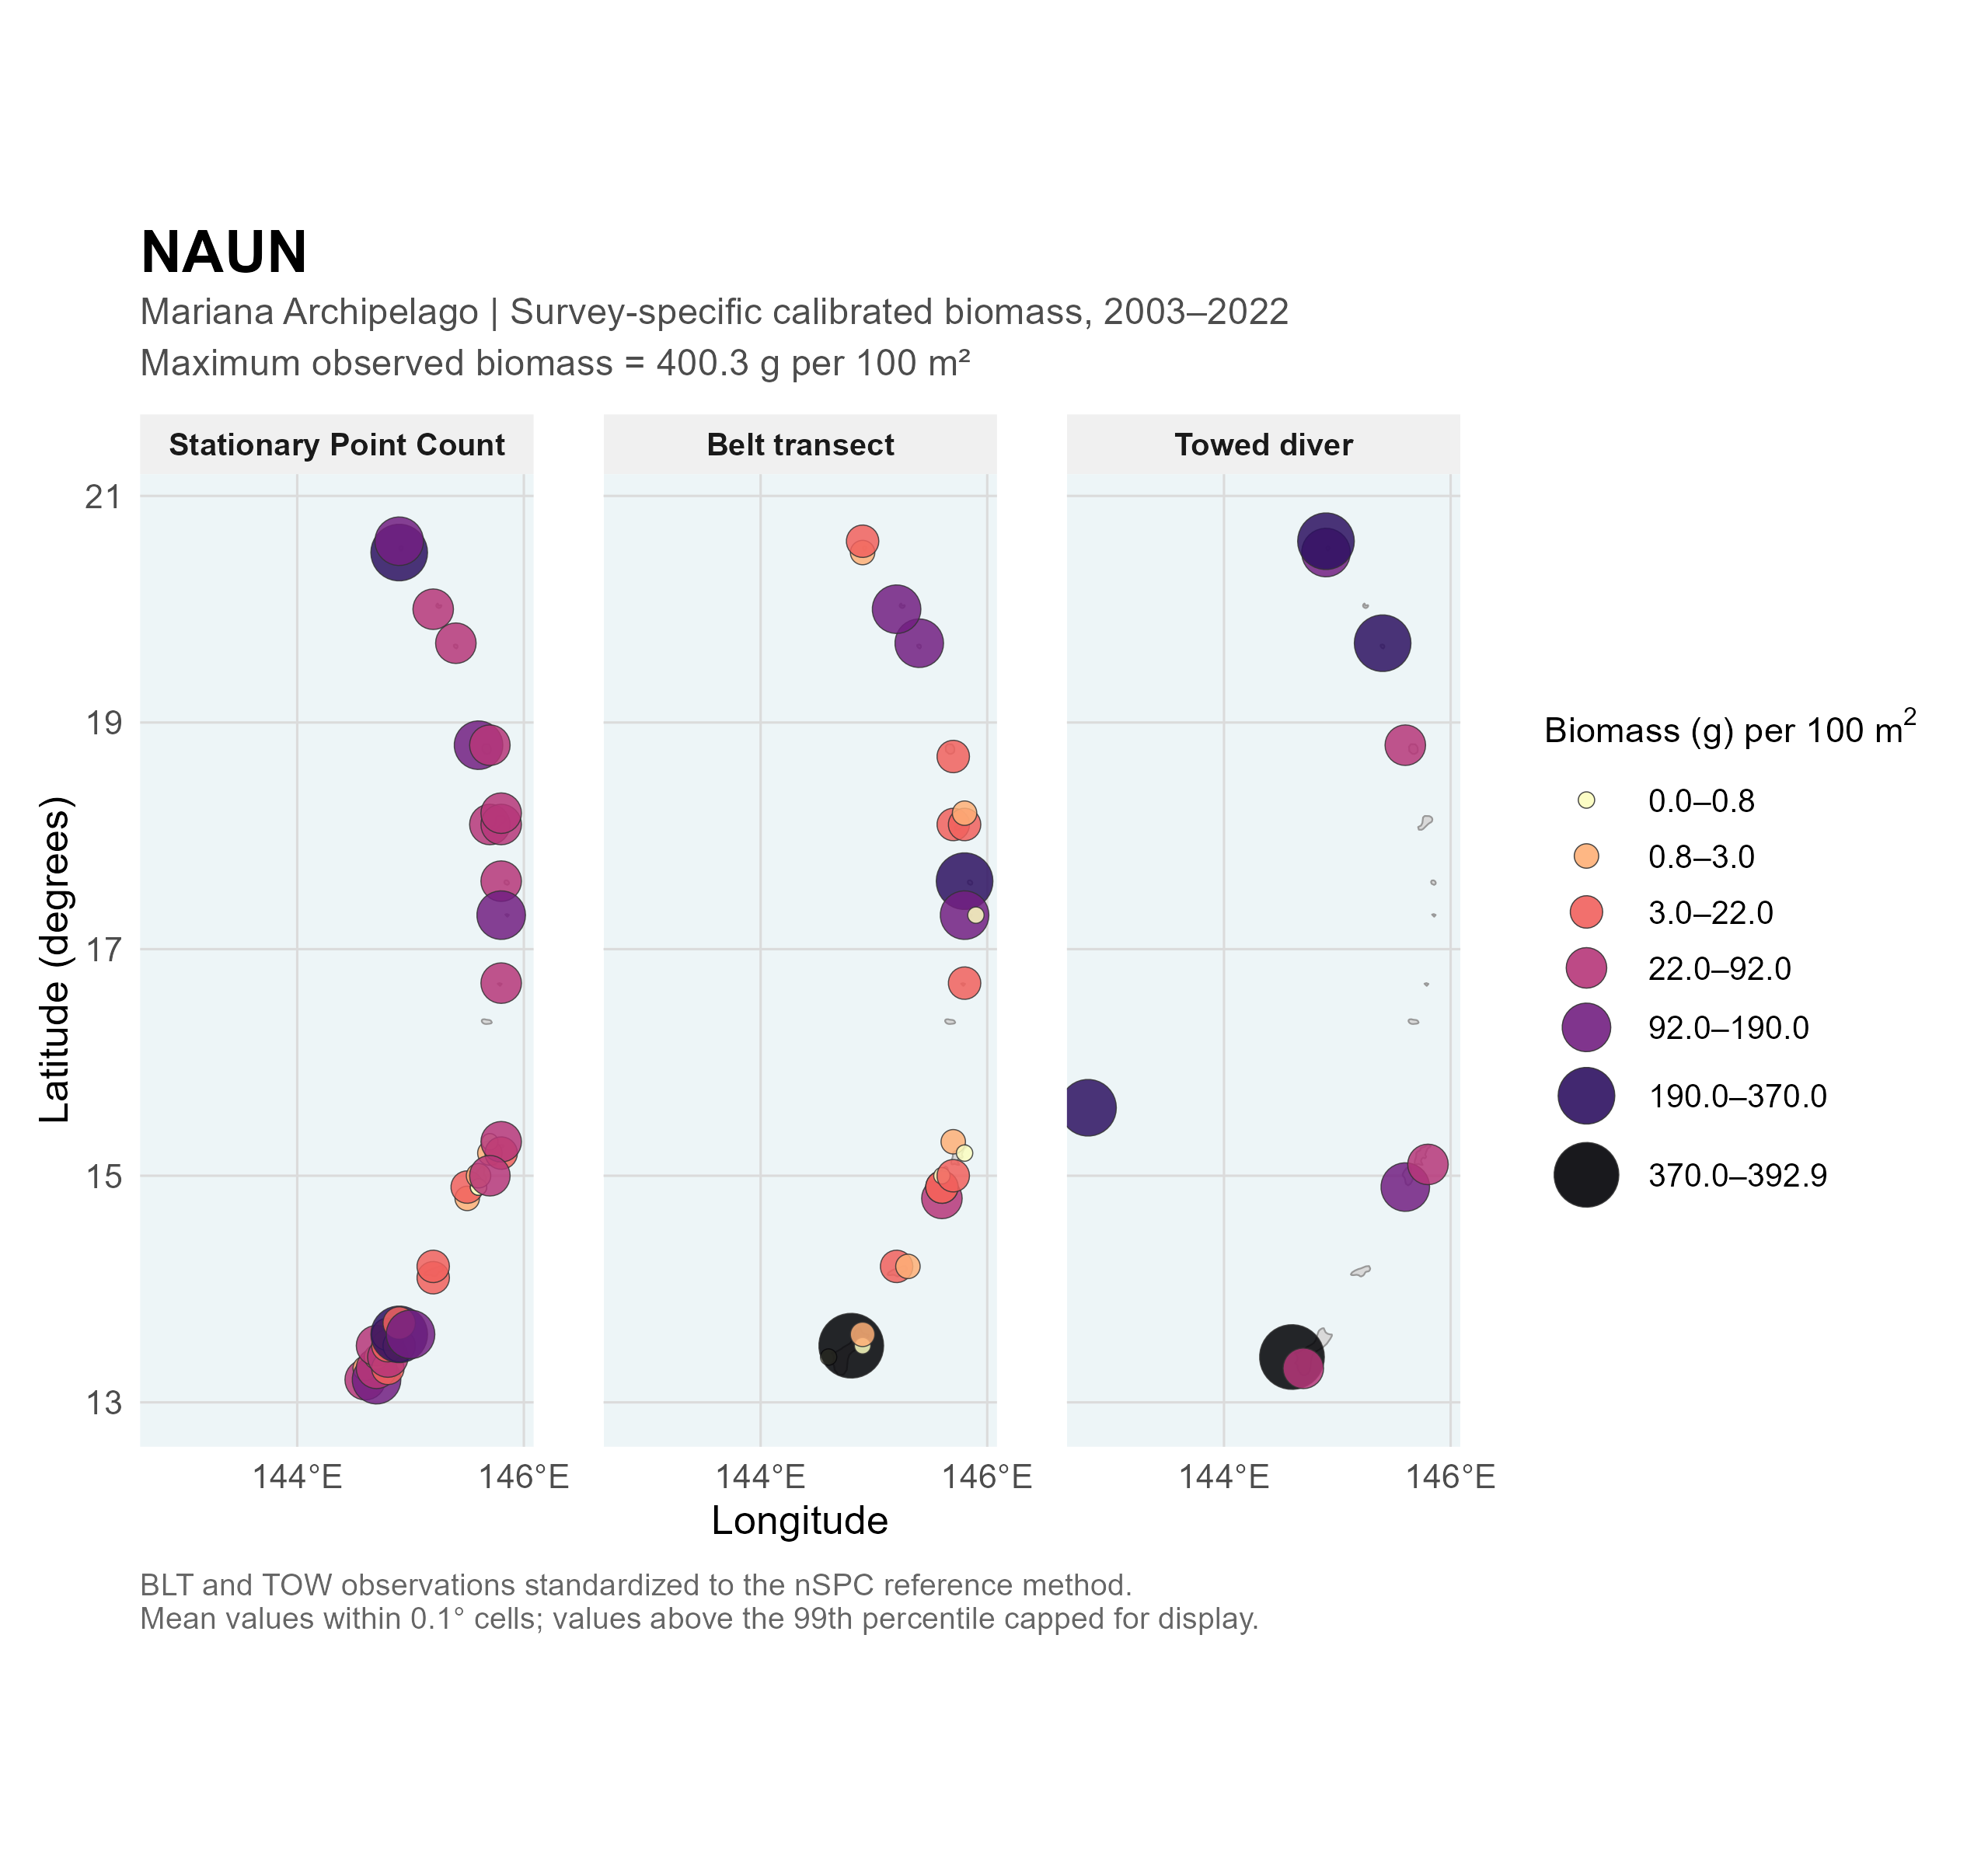 NAUN
Mariana Archipelago | Survey-specific calibrated biomass, 2003–2022
Maximum observed biomass = 400.3 g per 100 m²
Stationary Point Count
Belt transect
Towed diver
21
19
17
15
13
Latitude (degrees)
144°E 146°E 144°E 146°E 144°E 146°E
Longitude
Biomass (g) per 100 m²
0.0–0.8
0.8–3.0
3.0–22.0
22.0–92.0
92.0–190.0
190.0–370.0
370.0–392.9
BLT and TOW observations standardized to the nSPC reference method.
Mean values within 0.1° cells; values above the 99th percentile capped for display.